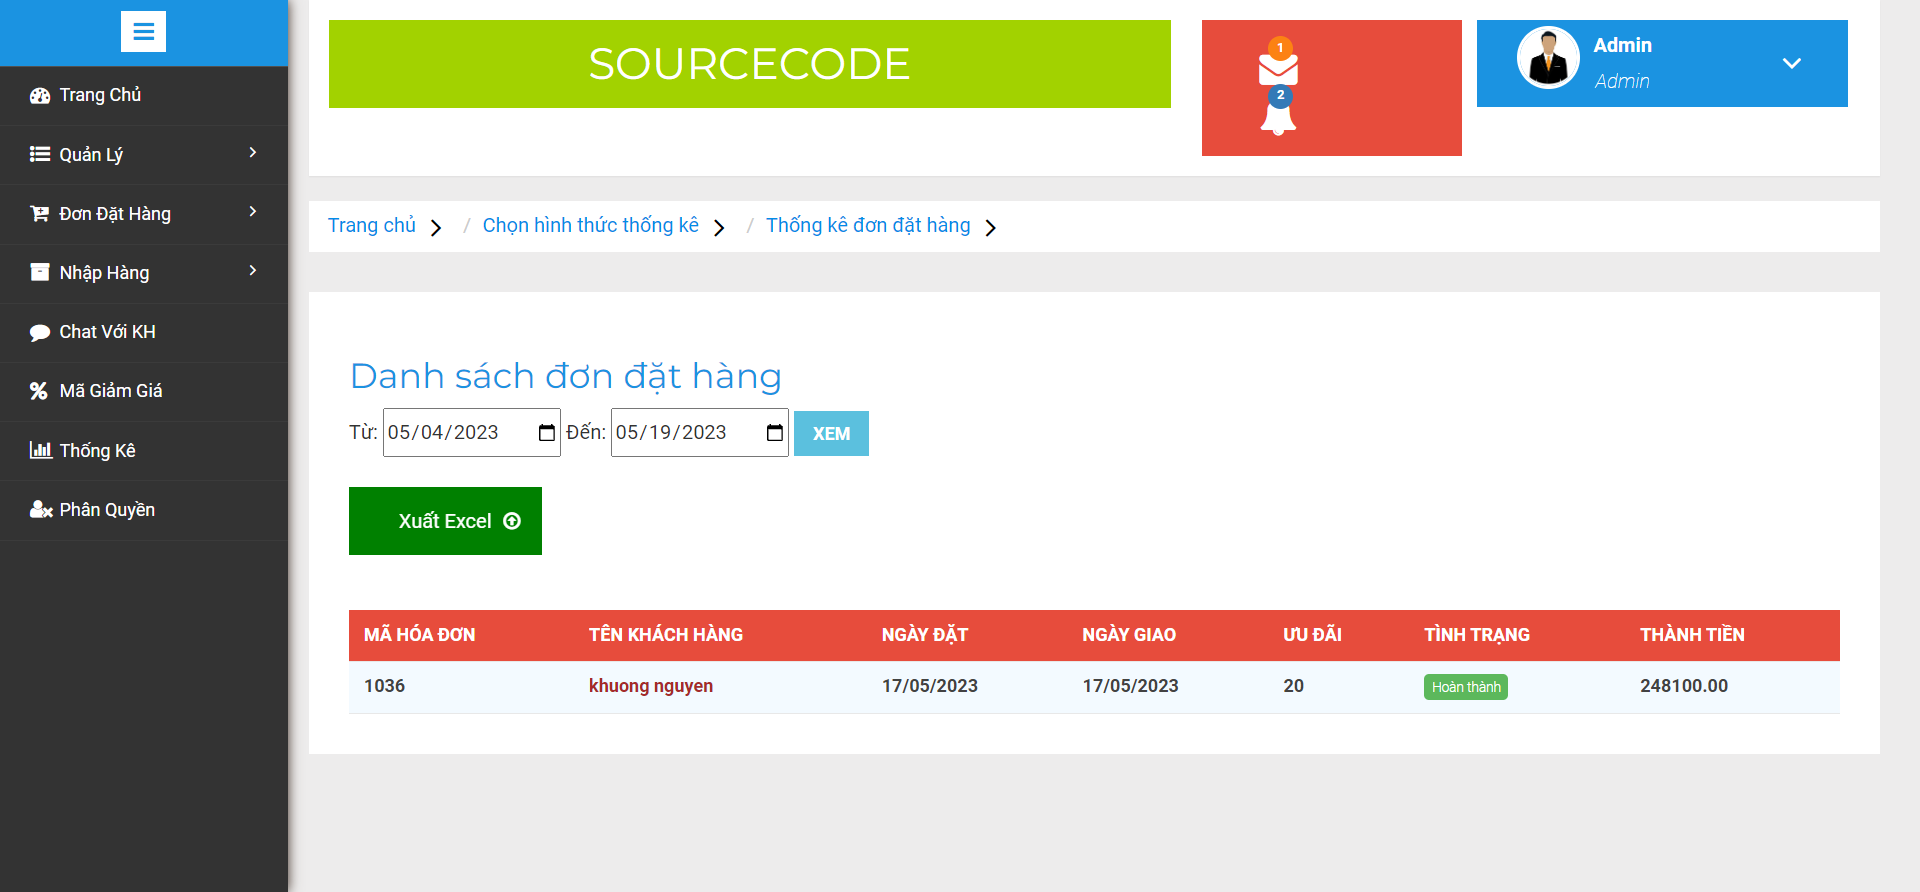 SOURCECODE
1
2
Admin
Admin
Trang Chủ
Quản Lý
Đơn Đặt Hàng
Nhập Hàng
Chat Với KH
Mã Giảm Giá
Thống Kê
Phân Quyền
Trang chủ / Chọn hình thức thống kê / Thống kê đơn đặt hàng
Danh sách đơn đặt hàng
Từ: 05/04/2023 Đến: 05/19/2023 XEM
Xuất Excel
MÃ HÓA ĐƠN TÊN KHÁCH HÀNG NGÀY ĐẶT NGÀY GIAO ƯU ĐÃI TÌNH TRẠNG THÀNH TIỀN
1036 khuong nguyen 17/05/2023 17/05/2023 20 Hoàn thành 248100.00